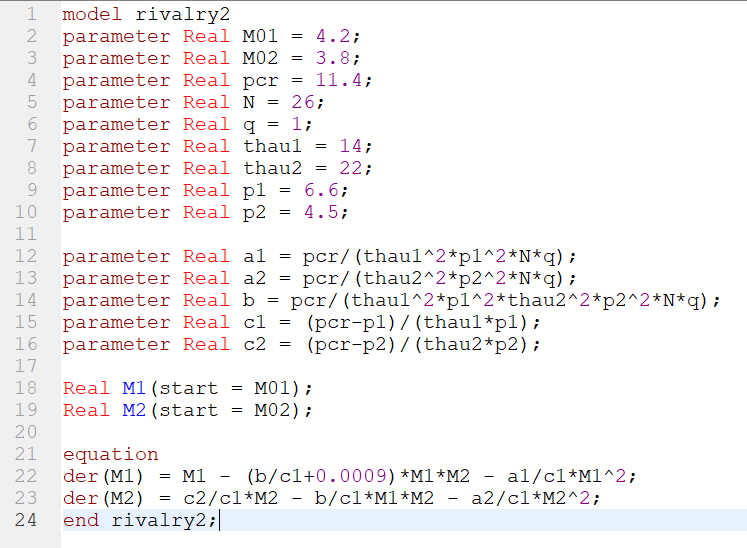 1 model rivalry2
2 parameter Real M01 = 4.2;
3 parameter Real M02 = 3.8;
4 parameter Real pcr = 11.4;
5 parameter Real N = 26;
6 parameter Real q = 1;
7 parameter Real thau1 = 14;
8 parameter Real thau2 = 22;
9 parameter Real p1 = 6.6;
10 parameter Real p2 = 4.5;
11
12 parameter Real a1 = pcr/(thau1^2*p1^2*N*q);
13 parameter Real a2 = pcr/(thau2^2*p2^2*N*q);
14 parameter Real b = pcr/(thau1^2*p1^2*thau2^2*p2^2*N*q);
15 parameter Real c1 = (pcr-p1)/(thau1*p1);
16 parameter Real c2 = (pcr-p2)/(thau2*p2);
17
18 Real M1(start = M01);
19 Real M2(start = M02);
20
21 equation
22 der(M1) = M1 - (b/c1+0.0009)*M1*M2 - a1/c1*M1^2;
23 der(M2) = c2/c1*M2 - b/c1*M1*M2 - a2/c1*M2^2;
24 end rivalry2;